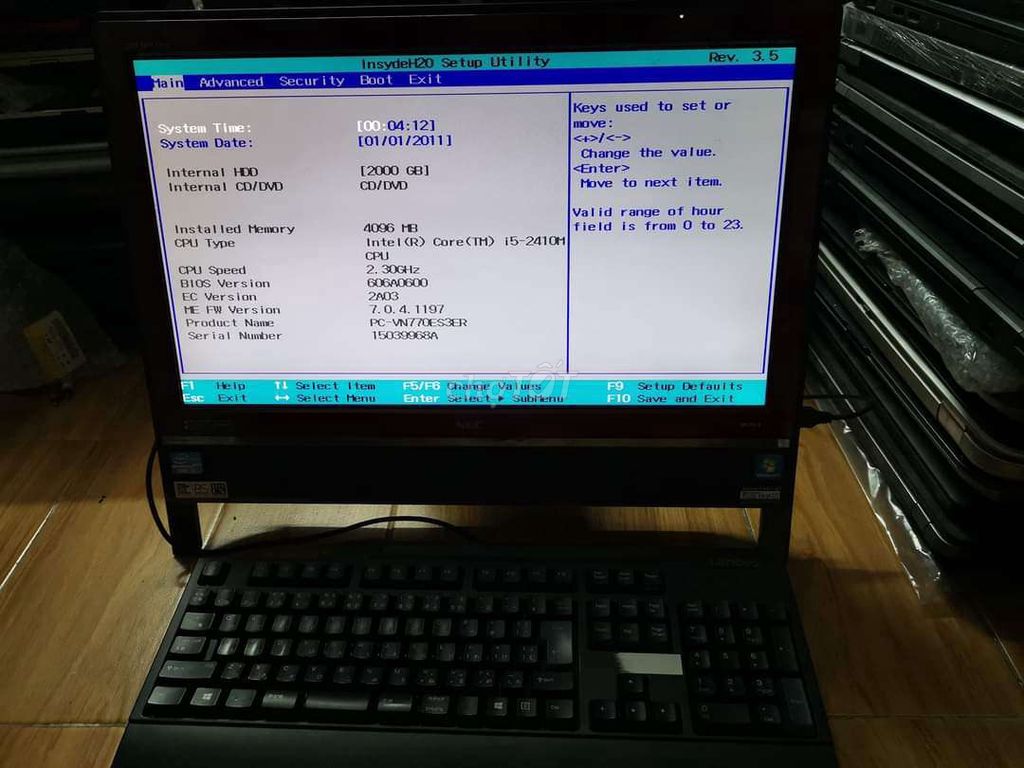 InsydeH20 Setup Utility Rev. 3.5
Main Advanced Security Boot Exit
System Time: [00:04:12]
System Date: [01/01/2011]
Internal HDD [2000 GB]
Internal CD/DVD CD/DVD
Installed Memory 4096 MB
CPU Type Intel(R) Core(TM) i5-2410M
CPU
CPU Speed 2.30GHz
BIOS Version 606A0600
EC Version 2A03
ME FW Version 7.0.4.1197
Product Name PC-VN770ES3ER
Serial Number 15039968A
Keys used to set or
move:
<+>/<->
Change the value.
<Enter>
Move to next item.
Valid range of hour
field is from 0 to 23.
F1 Help ↑↓ Select Item F5/F6 Change Values F9 Setup Defaults
Esc Exit ↔ Select Menu Enter Select ▸ SubMenu F10 Save and Exit
NEC
Lenovo